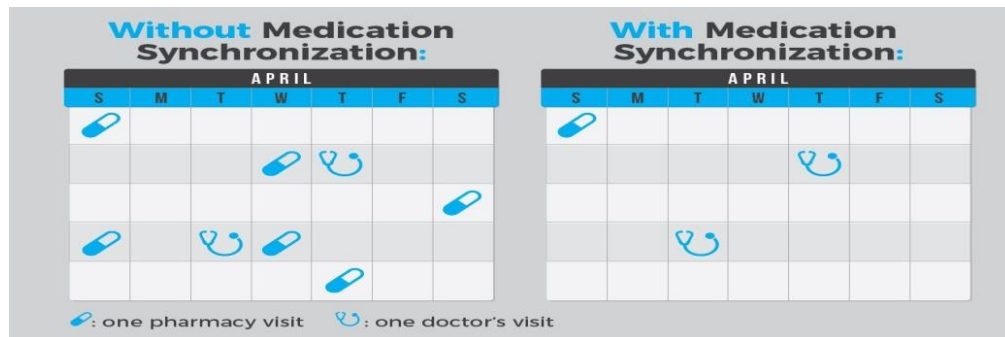 Without Medication
Synchronization:
APRIL
S M T W T F S
With Medication
Synchronization:
APRIL
S M T W T F S
: one pharmacy visit : one doctor's visit